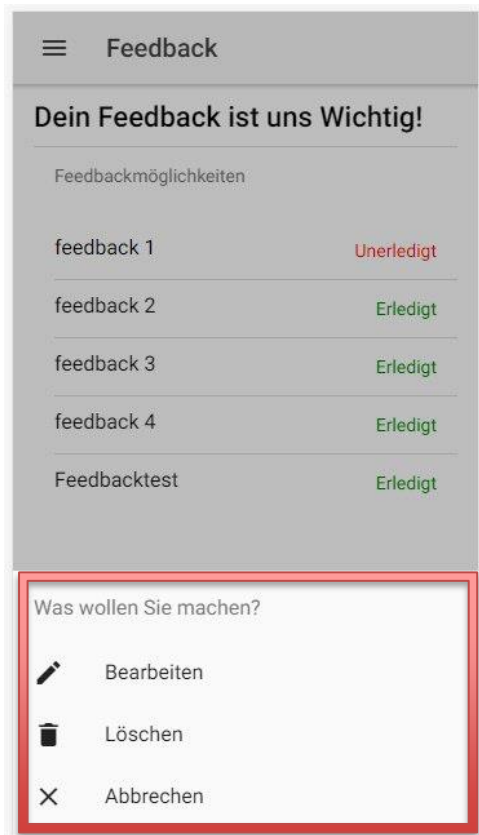 Feedback
Dein Feedback ist uns Wichtig!
Feedbackmöglichkeiten
feedback 1 Unerledigt
feedback 2 Erledigt
feedback 3 Erledigt
feedback 4 Erledigt
Feedbacktest Erledigt
Was wollen Sie machen?
Bearbeiten
Löschen
Abbrechen